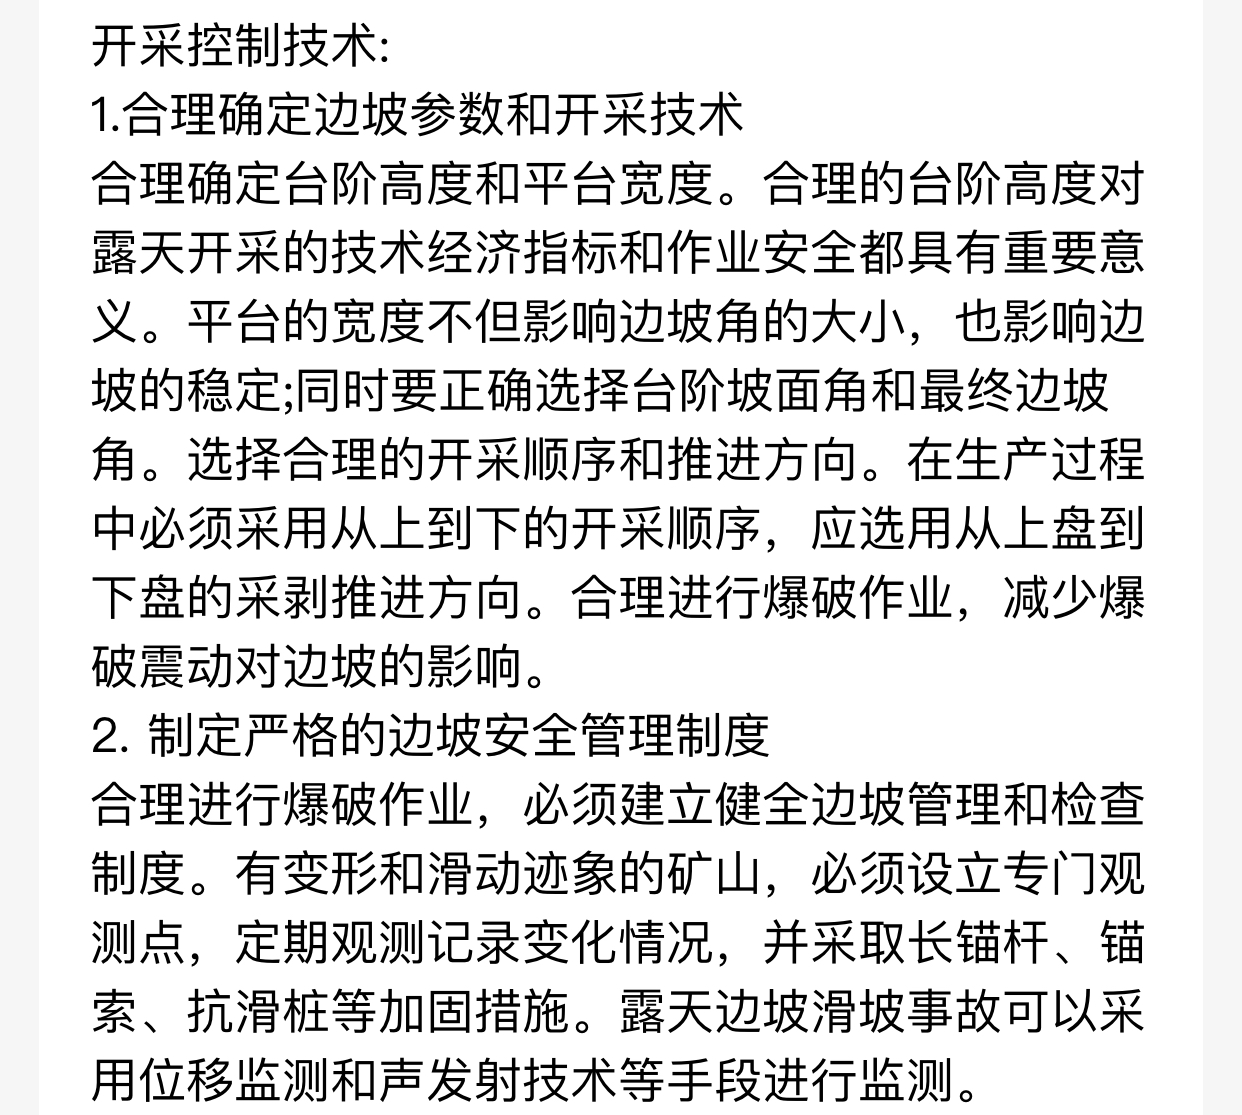 开采控制技术:
1.合理确定边坡参数和开采技术
合理确定台阶高度和平台宽度。合理的台阶高度对
露天开采的技术经济指标和作业安全都具有重要意
义。平台的宽度不但影响边坡角的大小，也影响边
坡的稳定;同时要正确选择台阶坡面角和最终边坡
角。选择合理的开采顺序和推进方向。在生产过程
中必须采用从上到下的开采顺序，应选用从上盘到
下盘的采剥推进方向。合理进行爆破作业，减少爆
破震动对边坡的影响。
2. 制定严格的边坡安全管理制度
合理进行爆破作业，必须建立健全边坡管理和检查
制度。有变形和滑动迹象的矿山，必须设立专门观
测点，定期观测记录变化情况，并采取长锚杆、锚
索、抗滑桩等加固措施。露天边坡滑坡事故可以采
用位移监测和声发射技术等手段进行监测。